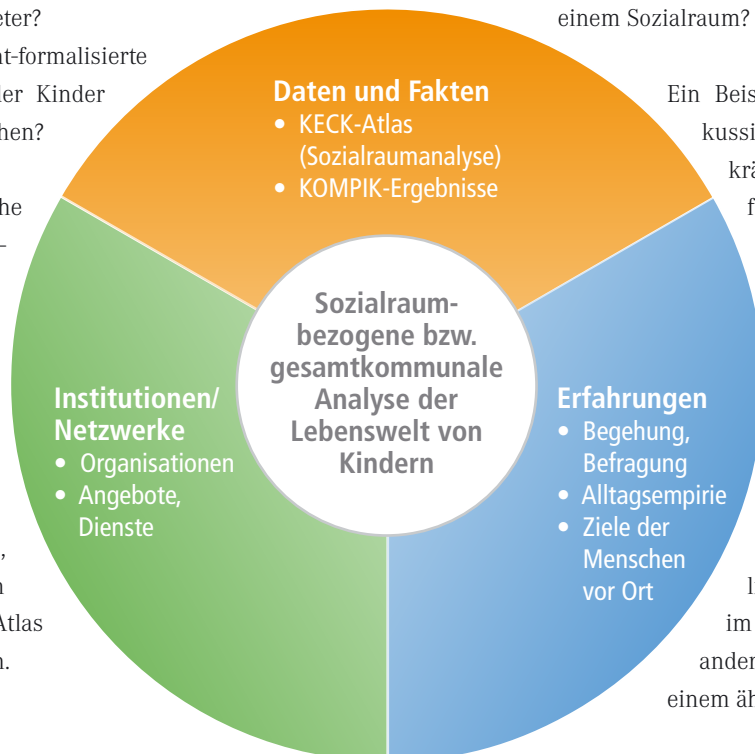 eter?
nt-formalisierte
der Kinder
hen?
he
–
,
n
Atlas
n.
Daten und Fakten
• KECK-Atlas
(Sozialraumanalyse)
• KOMPIK-Ergebnisse
Sozialraum-
bezogene bzw.
gesamtkommunale
Analyse der
Lebenswelt von
Kindern
Institutionen/
Netzwerke
• Organisationen
• Angebote,
Dienste
Erfahrungen
• Begehung,
Befragung
• Alltagsempirie
• Ziele der
Menschen
vor Ort
einem Sozialraum?
Ein Beis
kussi
krä
f
im
ander
einem äh